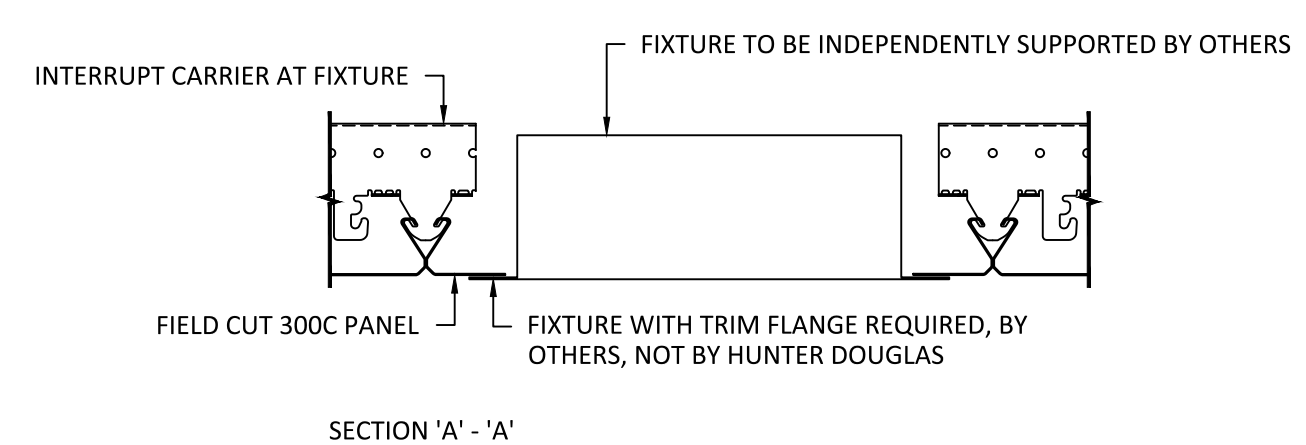 FIXTURE TO BE INDEPENDENTLY SUPPORTED BY OTHERS
INTERRUPT CARRIER AT FIXTURE
FIELD CUT 300C PANEL
FIXTURE WITH TRIM FLANGE REQUIRED, BY
OTHERS, NOT BY HUNTER DOUGLAS
SECTION 'A' - 'A'